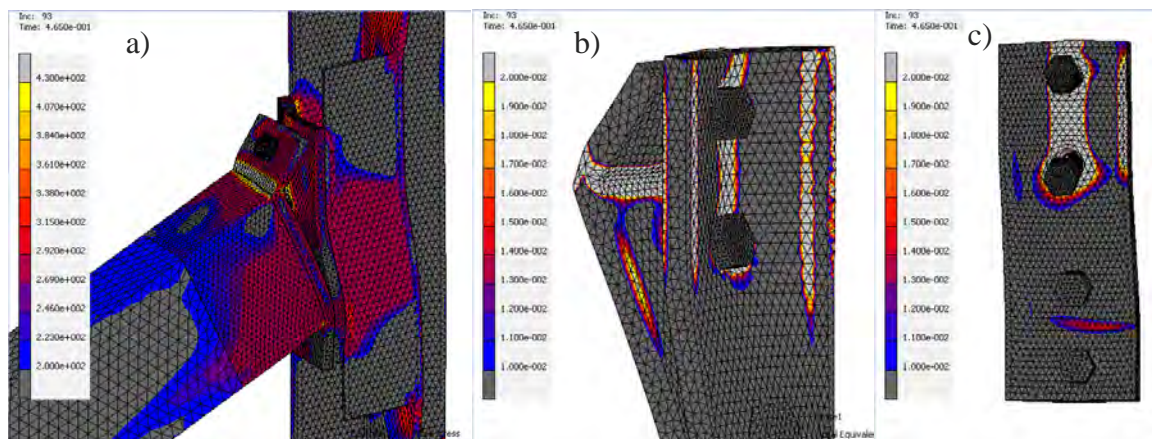 Inc: 93
Time: 4.650e-001
a)
4.300e+002
4.070e+002
3.840e+002
3.610e+002
3.380e+002
3.150e+002
2.920e+002
2.690e+002
2.460e+002
2.230e+002
2.000e+002
Inc: 93
Time: 4.650e-001
b)
2.000e-002
1.900e-002
1.800e-002
1.700e-002
1.600e-002
1.500e-002
1.400e-002
1.300e-002
1.200e-002
1.100e-002
1.000e-002
Equivale
Inc: 93
Time: 4.650e-001
c)
2.000e-002
1.900e-002
1.800e-002
1.700e-002
1.600e-002
1.500e-002
1.400e-002
1.300e-002
1.200e-002
1.100e-002
1.000e-002